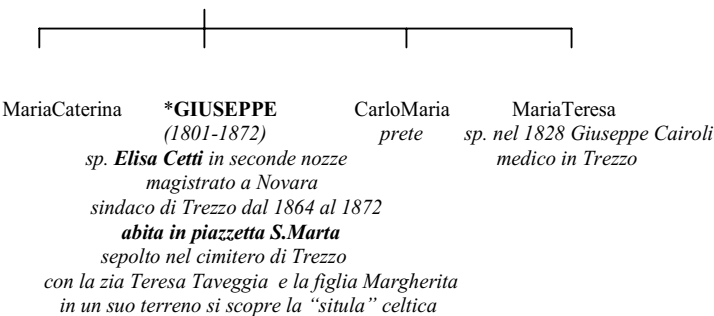 MariaCaterina *GIUSEPPE CarloMaria MariaTeresa
(1801-1872) prete sp. nel 1828 Giuseppe Cairoli
sp. Elisa Cetti in seconde nozze medico in Trezzo
magistrato a Novara
sindaco di Trezzo dal 1864 al 1872
abita in piazzetta S.Marta
sepolto nel cimitero di Trezzo
con la zia Teresa Taveggia e la figlia Margherita
in un suo terreno si scopre la “situla” celtica